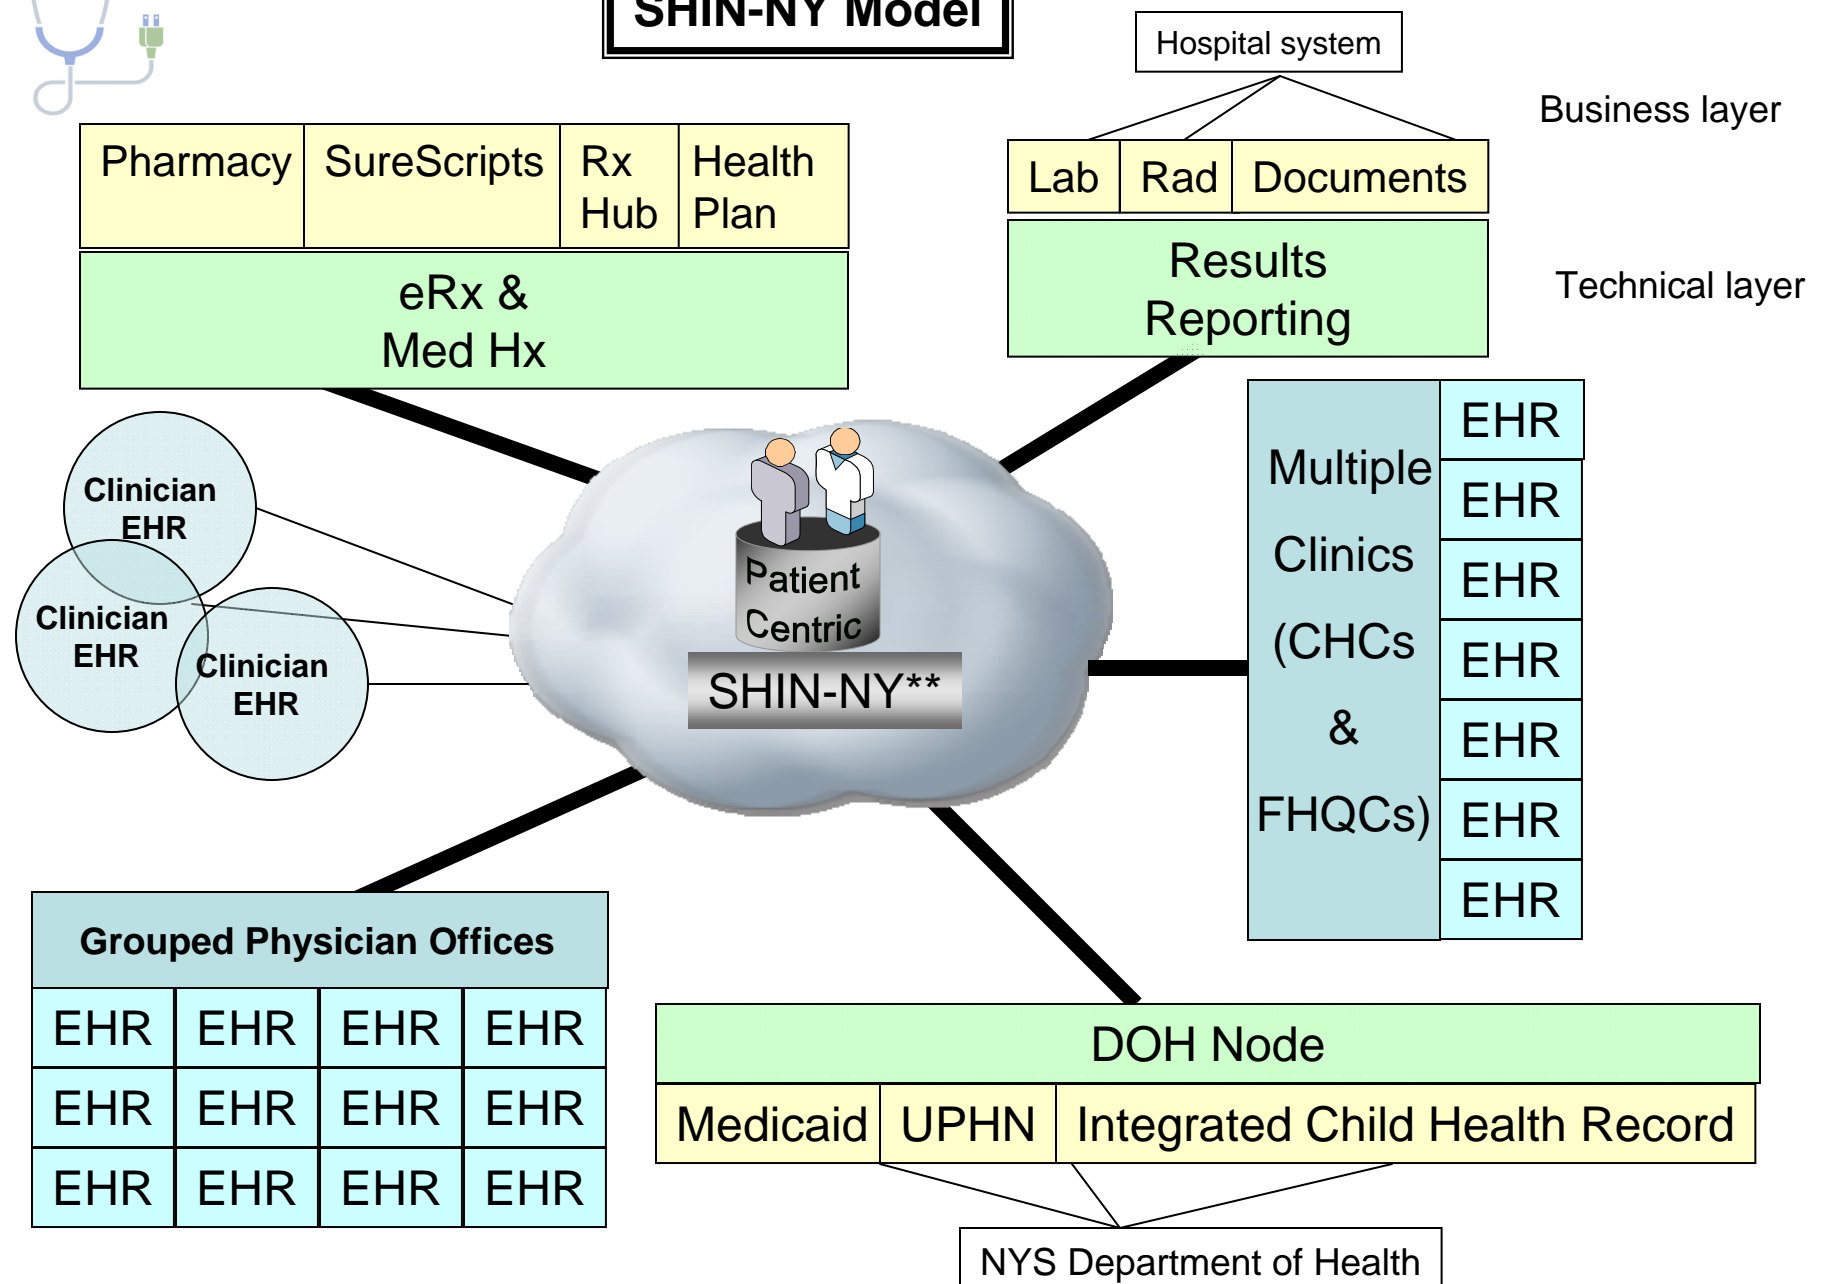 SHIN-NY Model
Hospital system
Business layer
Pharmacy SureScripts Rx Health
Hub Plan
Lab Rad Documents
eRx &
Med Hx
Results
Reporting
Technical layer
Clinician
EHR
Clinician
EHR
Clinician
EHR
Patient
Centric
SHIN-NY**
Multiple
Clinics
(CHCs
&
FHQCs)
EHR
EHR
EHR
EHR
EHR
EHR
EHR
Grouped Physician Offices
EHR EHR EHR EHR
EHR EHR EHR EHR
EHR EHR EHR EHR
DOH Node
Medicaid UPHN Integrated Child Health Record
NYS Department of Health